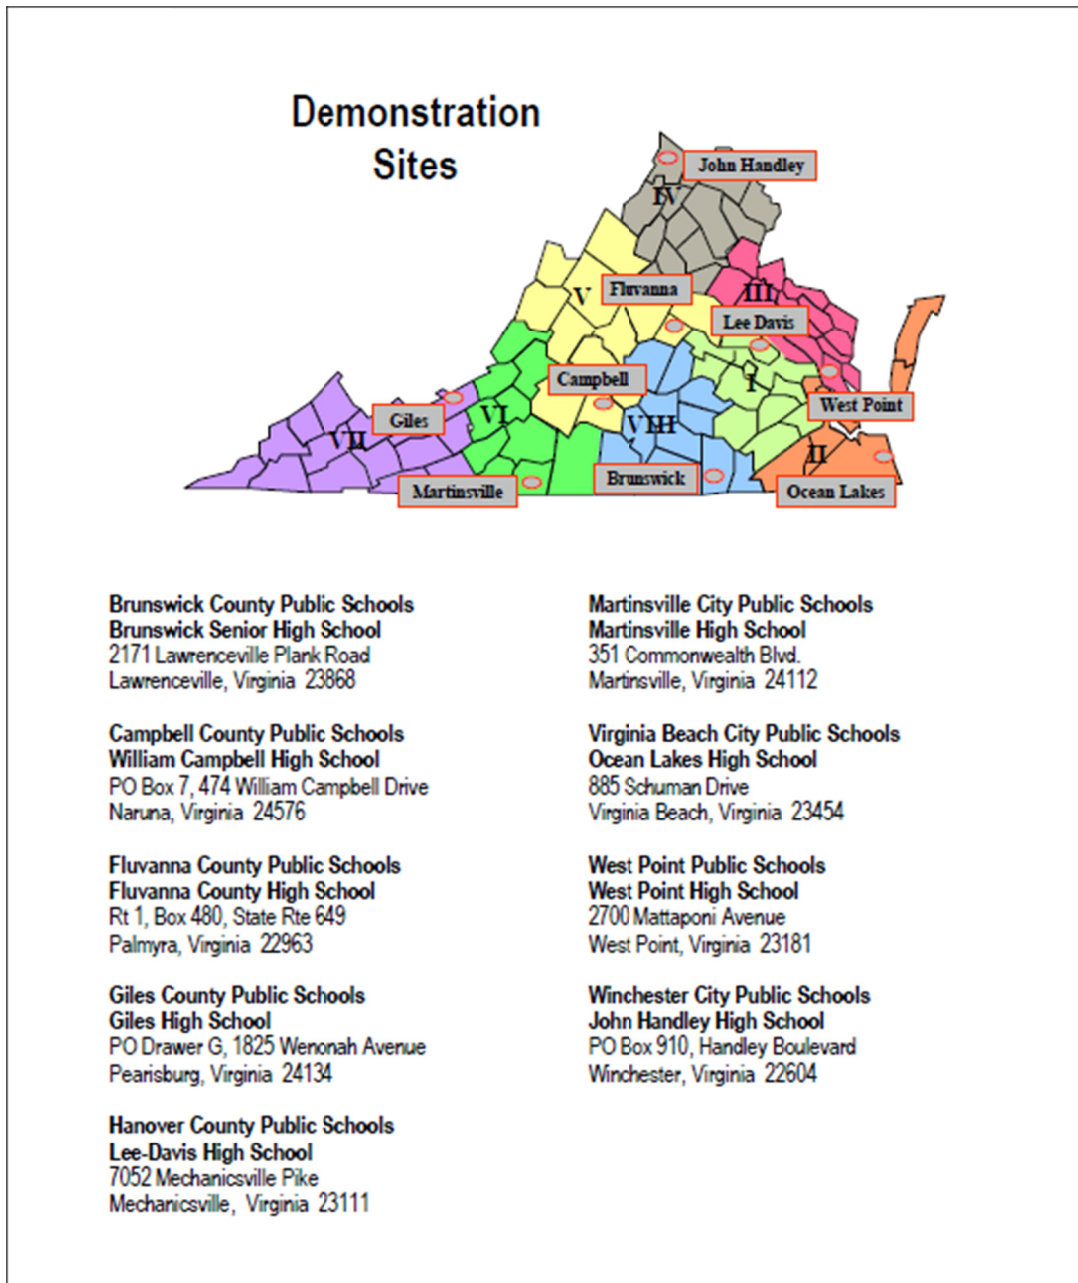 Demonstration
Sites
John Handley
IV
Fluvanna
V
III
Lee Davis
Campbell
I
West Point
Giles
VI
VII
VIII
II
Martinsville
Brunswick
Ocean Lakes
Brunswick County Public Schools
Brunswick Senior High School
2171 Lawrenceville Plank Road
Lawrenceville, Virginia 23868
Campbell County Public Schools
William Campbell High School
PO Box 7, 474 William Campbell Drive
Naruna, Virginia 24576
Fluvanna County Public Schools
Fluvanna County High School
Rt 1, Box 480, State Rte 649
Palmyra, Virginia 22963
Giles County Public Schools
Giles High School
PO Drawer G, 1825 Wenonah Avenue
Pearisburg, Virginia 24134
Hanover County Public Schools
Lee-Davis High School
7052 Mechanicsville Pike
Mechanicsville, Virginia 23111
Martinsville City Public Schools
Martinsville High School
351 Commonwealth Blvd.
Martinsville, Virginia 24112
Virginia Beach City Public Schools
Ocean Lakes High School
885 Schuman Drive
Virginia Beach, Virginia 23454
West Point Public Schools
West Point High School
2700 Mattaponi Avenue
West Point, Virginia 23181
Winchester City Public Schools
John Handley High School
PO Box 910, Handley Boulevard
Winchester, Virginia 22604